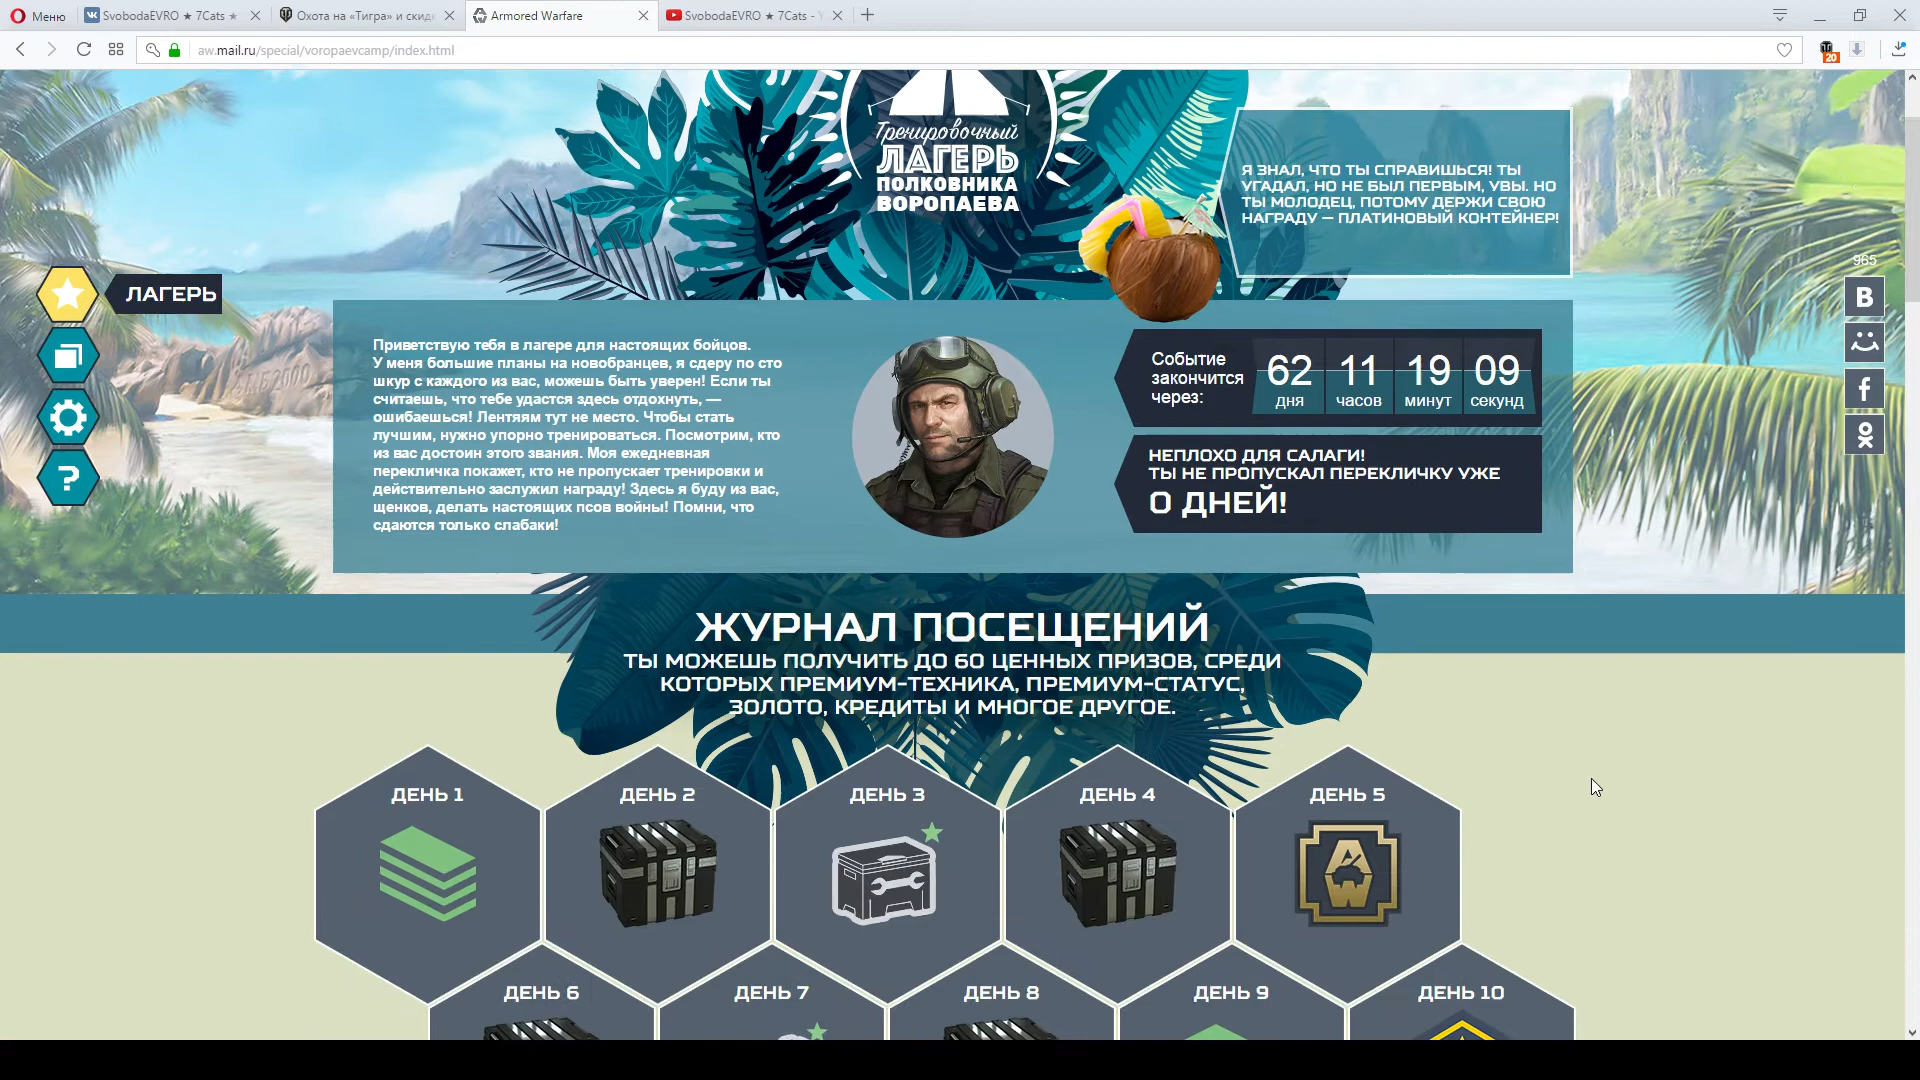 Меню
SvobodaEVRO ★ 7Cats ★
Охота на «Тигра» и скид
Armored Warfare
SvobodaEVRO ★ 7Cats - Y
aw.mail.ru/special/voropaevcamp/index.html
20
Тренировочный
ЛАГЕРЬ
ПОЛКОВНИКА
ВОРОПАЕВА
Я ЗНАЛ, ЧТО ТЫ СПРАВИШЬСЯ! ТЫ
УГАДАЛ, НО НЕ БЫЛ ПЕРВЫМ, УВЫ. НО
ТЫ МОЛОДЕЦ, ПОТОМУ ДЕРЖИ СВОЮ
НАГРАДУ — ПЛАТИНОВЫЙ КОНТЕЙНЕР!
965
ЛАГЕРЬ
Приветствую тебя в лагере для настоящих бойцов.
У меня большие планы на новобранцев, я сдеру по сто
шкур с каждого из вас, можешь быть уверен! Если ты
считаешь, что тебе удастся здесь отдохнуть, —
ошибаешься! Лентяям тут не место. Чтобы стать
лучшим, нужно упорно тренироваться. Посмотрим, кто
из вас достоин этого звания. Моя ежедневная
перекличка покажет, кто не пропускает тренировки и
действительно заслужил награду! Здесь я буду из вас,
щенков, делать настоящих псов войны! Помни, что
сдаются только слабаки!
Событие
закончится
через:
62 11 19 09
дня часов минут секунд
НЕПЛОХО ДЛЯ САЛАГИ!
ТЫ НЕ ПРОПУСКАЛ ПЕРЕКЛИЧКУ УЖЕ
0 ДНЕЙ!
ЖУРНАЛ ПОСЕЩЕНИЙ
ТЫ МОЖЕШЬ ПОЛУЧИТЬ ДО 60 ЦЕННЫХ ПРИЗОВ, СРЕДИ
КОТОРЫХ ПРЕМИУМ-ТЕХНИКА, ПРЕМИУМ-СТАТУС,
ЗОЛОТО, КРЕДИТЫ И МНОГОЕ ДРУГОЕ.
ДЕНЬ 1 ДЕНЬ 2 ДЕНЬ 3 ДЕНЬ 4 ДЕНЬ 5
ДЕНЬ 6 ДЕНЬ 7 ДЕНЬ 8 ДЕНЬ 9 ДЕНЬ 10